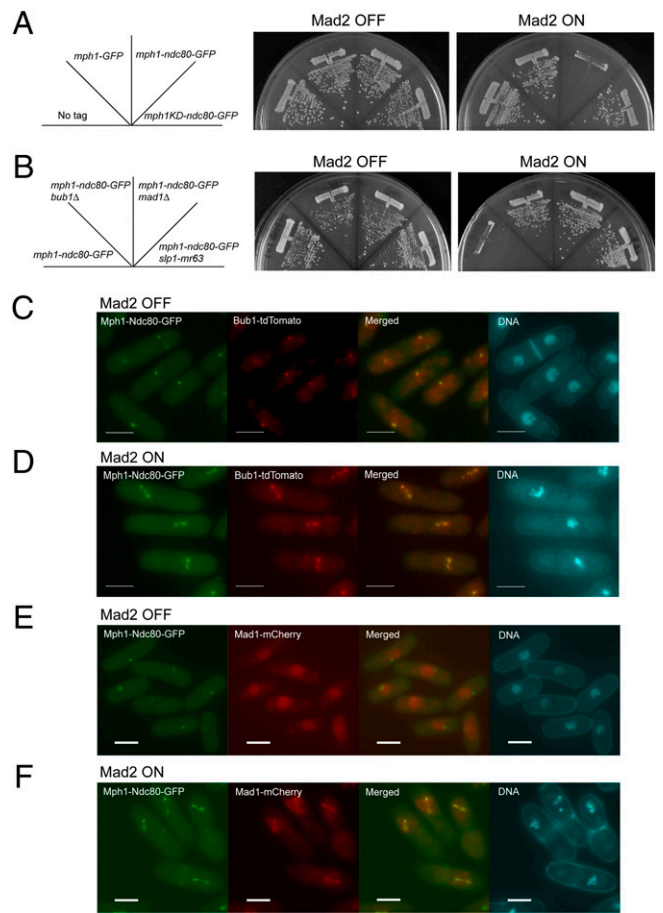 A
Mad2 OFF
Mad2 ON
mph1-GFP
mph1-ndc80-GFP
No tag
mph1KD-ndc80-GFP
B
Mad2 OFF
Mad2 ON
mph1-ndc80-GFP
bub1Δ
mph1-ndc80-GFP
mad1Δ
mph1-ndc80-GFP
mph1-ndc80-GFP
slp1-mr63
C
Mad2 OFF
Mph1-Ndc80-GFP
Bub1-tdTomato
Merged
DNA
D
Mad2 ON
Mph1-Ndc80-GFP
Bub1-tdTomato
Merged
DNA
E
Mad2 OFF
Mph1-Ndc80-GFP
Mad1-mCherry
Merged
DNA
F
Mad2 ON
Mph1-Ndc80-GFP
Mad1-mCherry
Merged
DNA